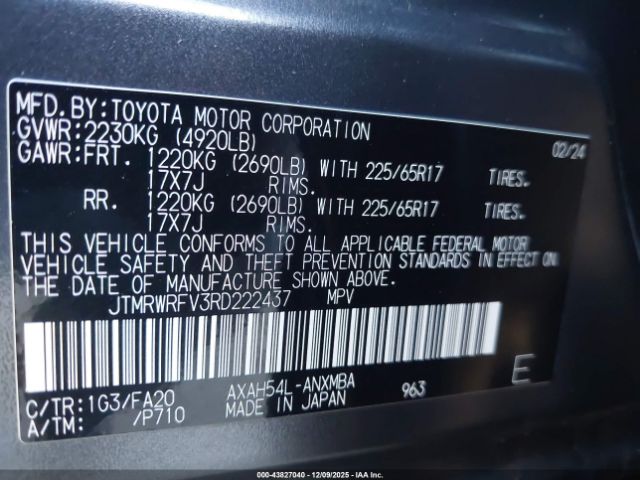 MFD.BY:TOYOTA MOTOR CORPORATION 02/24
GVWR:2230KG (4920LB)
GAWR:FRT. 1220KG (2690LB) WITH 225/65R17 TIRES.
17X7J RIMS.
RR. 1220KG (2690LB) WITH 225/65R17 TIRES.
17X7J RIMS.
THIS VEHICLE CONFORMS TO ALL APPLICABLE FEDERAL MOTOR
VEHICLE SAFETY AND THEFT PREVENTION STANDARDS IN EFFECT ON
THE DATE OF MANUFACTURE SHOWN ABOVE.
JTMRWRFV3RD222437 MPV
C/TR:1G3/FA20 AXAH54L-ANXMBA 963 E
A/TM: /P710 MADE IN JAPAN
000-43827040 - 12/09/2025 - IAA, Inc.